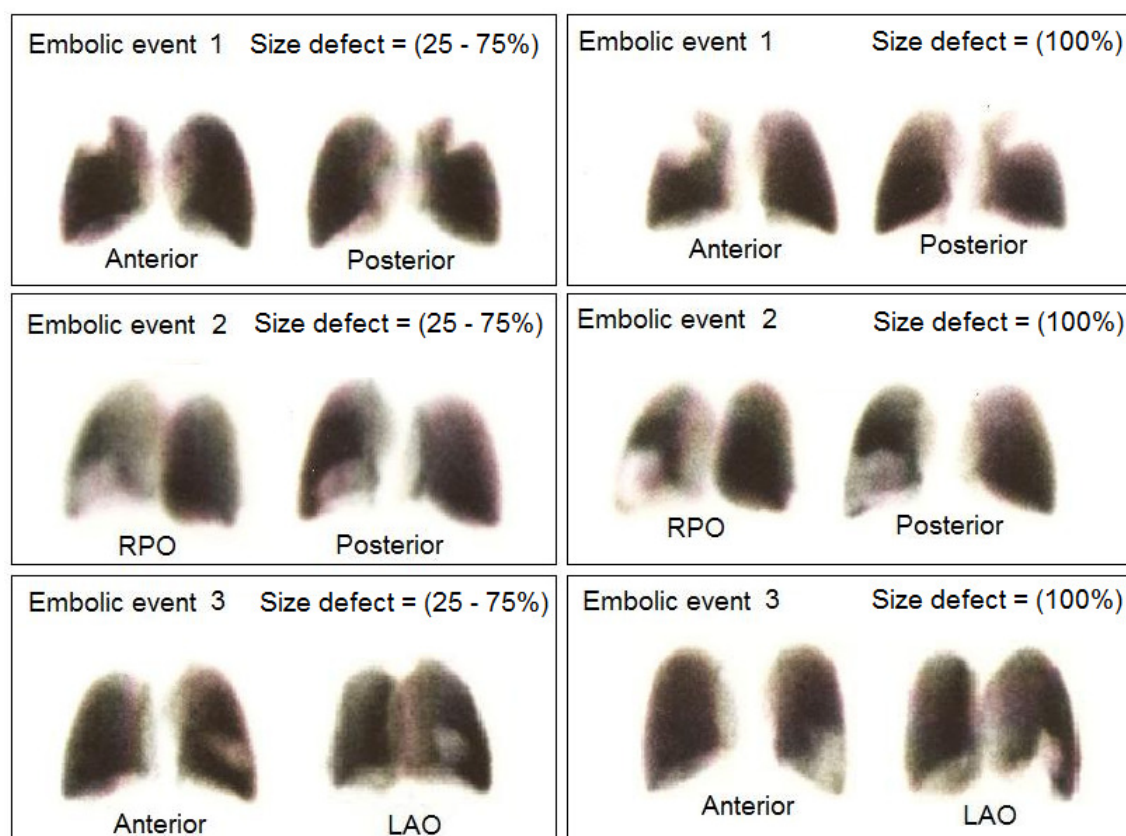 Embolic event 1 Size defect = (25 - 75%)
Anterior Posterior
Embolic event 1 Size defect = (100%)
Anterior Posterior
Embolic event 2 Size defect = (25 - 75%)
RPO Posterior
Embolic event 2 Size defect = (100%)
RPO Posterior
Embolic event 3 Size defect = (25 - 75%)
Anterior LAO
Embolic event 3 Size defect = (100%)
Anterior LAO